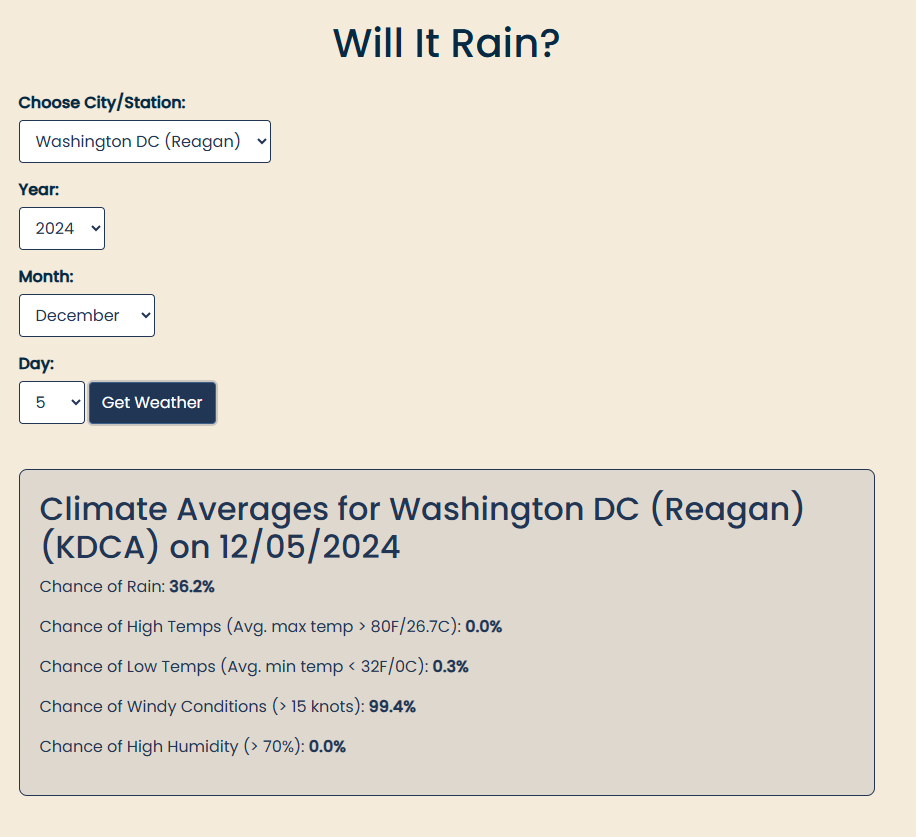 Will It Rain?
Choose City/Station:
Washington DC (Reagan)
Year:
2024
Month:
December
Day:
5 Get Weather
Climate Averages for Washington DC (Reagan)
(KDCA) on 12/05/2024
Chance of Rain: 36.2%
Chance of High Temps (Avg. max temp > 80F/26.7C): 0.0%
Chance of Low Temps (Avg. min temp < 32F/0C): 0.3%
Chance of Windy Conditions (> 15 knots): 99.4%
Chance of High Humidity (> 70%): 0.0%